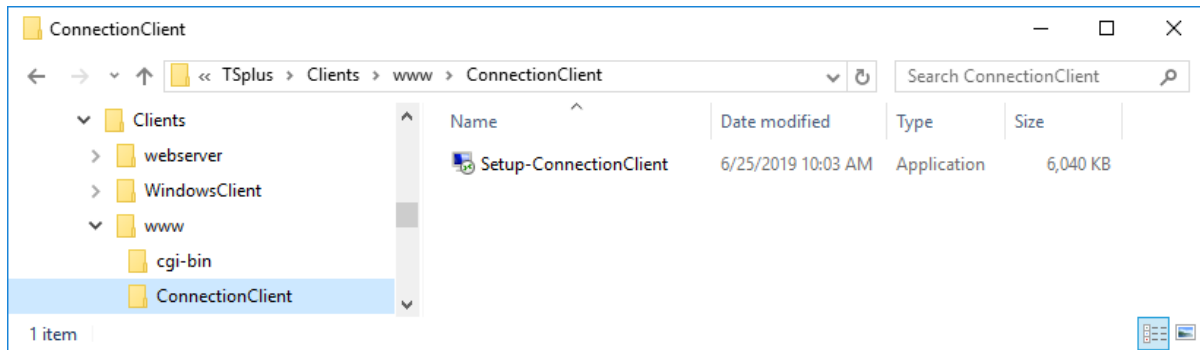 ConnectionClient
« TSplus > Clients > www > ConnectionClient
Search ConnectionClient
Clients
webserver
WindowsClient
www
cgi-bin
ConnectionClient
Name Date modified Type Size
Setup-ConnectionClient 6/25/2019 10:03 AM Application 6,040 KB
1 item